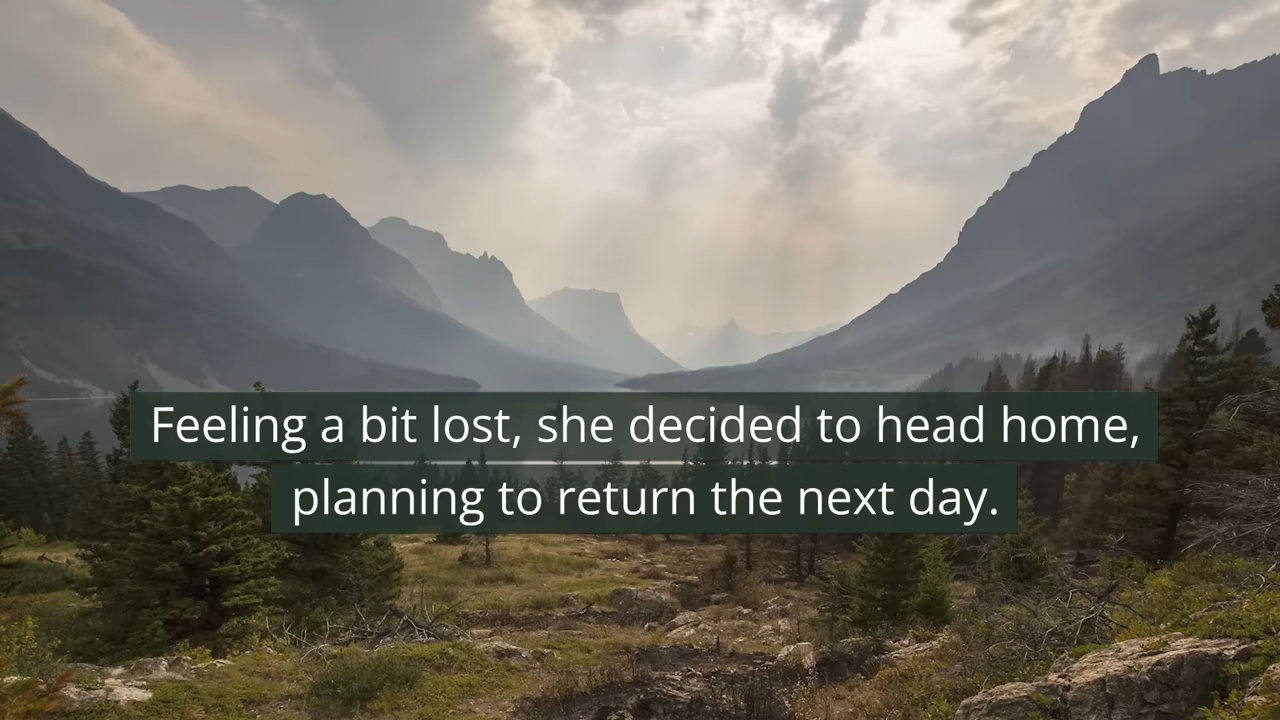 Feeling a bit lost, she decided to head home,
planning to return the next day.